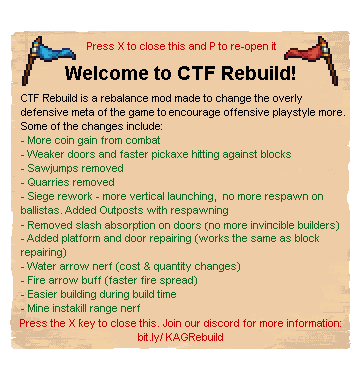 Press X to close this and P to re-open it
Welcome to CTF Rebuild!
CTF Rebuild is a rebalance mod made to change the overly
defensive meta of the game to encourage offensive playstyle more.
Some of the changes include:
- More coin gain from combat
- Weaker doors and faster pickaxe hitting against blocks
- Sawjumps removed
- Quarries removed
- Siege rework - more vertical launching,  no more respawn on
ballistas. Added Outposts with respawning
- Removed slash absorption on doors (no more invincible builders)
- Added platform and door repairing (works the same as block
repairing)
- Water arrow nerf (cost & quantity changes)
- Fire arrow buff (faster fire spread)
- Easier building during build time
- Mine instakill range nerf
Press the X key to close this. Join our discord for more information:
bit.ly/ KAGRebuild